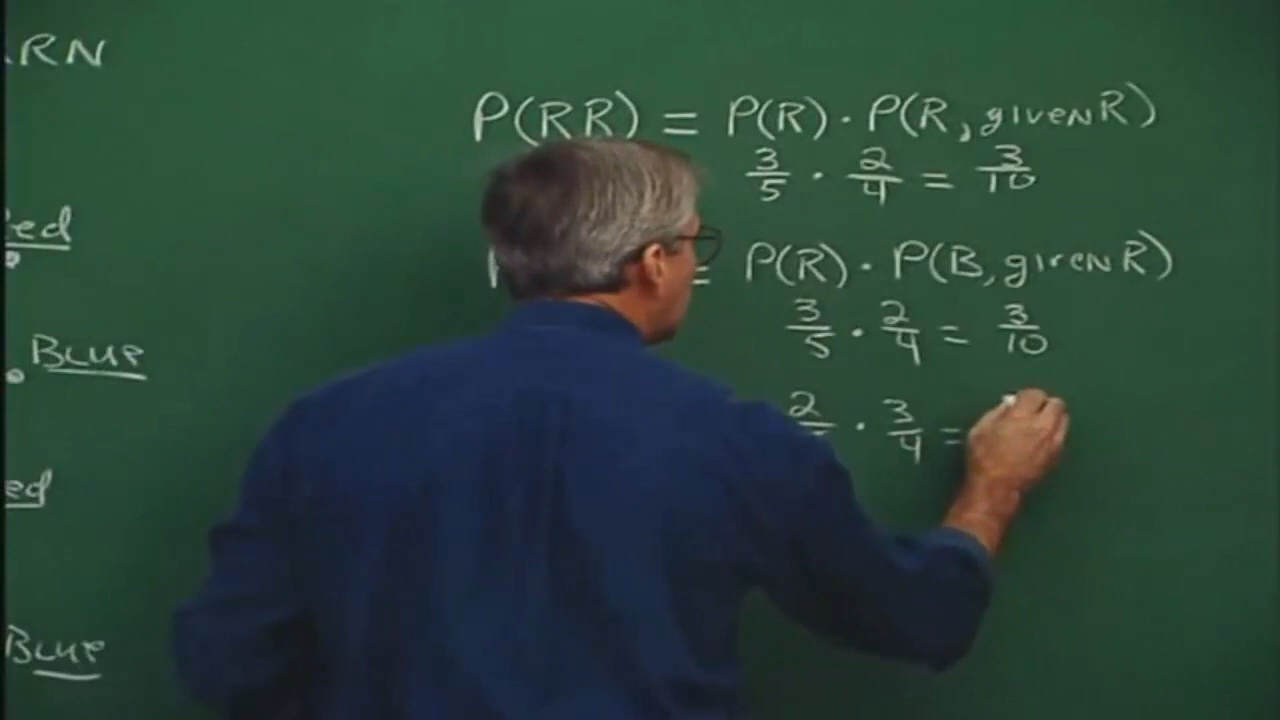 RN
P(RR) = P(R) · P(R, given R)
3/5 · 2/4 = 3/10
ed
= P(R) · P(B, given R)
3/5 · 2/4 = 3/10
Blue
2 · 3/4 =
ed
Blue